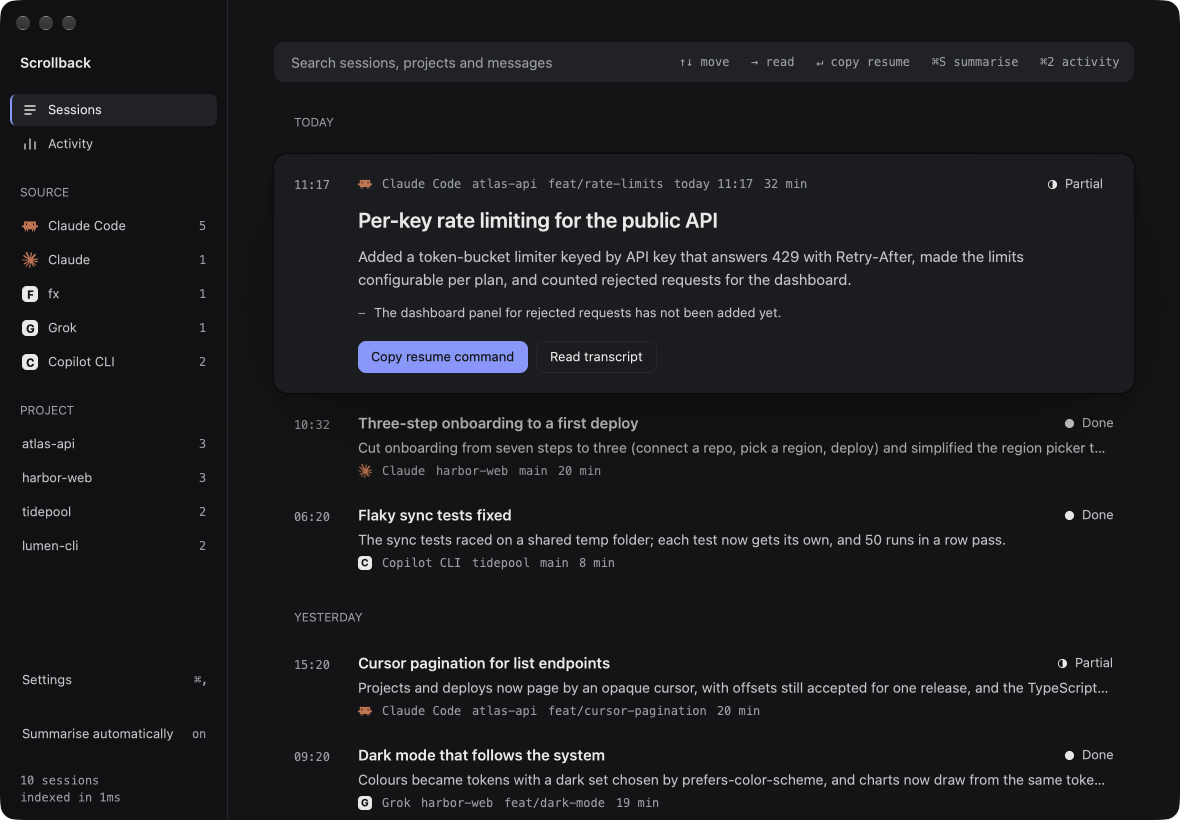 Scrollback
Sessions
Activity
SOURCE
Claude Code 5
Claude 1
F fx 1
G Grok 1
C Copilot CLI 2
PROJECT
atlas-api 3
harbor-web 3
tidepool 2
lumen-cli 2
Settings ⌘,
Summarise automatically on
10 sessions
indexed in 1ms
Search sessions, projects and messages ↑↓ move → read ↵ copy resume ⌘S summarise ⌘2 activity
TODAY
11:17 Claude Code atlas-api feat/rate-limits today 11:17 32 min Partial
Per-key rate limiting for the public API
Added a token-bucket limiter keyed by API key that answers 429 with Retry-After, made the limits
configurable per plan, and counted rejected requests for the dashboard.
– The dashboard panel for rejected requests has not been added yet.
Copy resume command Read transcript
10:32 Three-step onboarding to a first deploy Done
Cut onboarding from seven steps to three (connect a repo, pick a region, deploy) and simplified the region picker t...
Claude harbor-web main 20 min
06:20 Flaky sync tests fixed Done
The sync tests raced on a shared temp folder; each test now gets its own, and 50 runs in a row pass.
C Copilot CLI tidepool main 8 min
YESTERDAY
15:20 Cursor pagination for list endpoints Partial
Projects and deploys now page by an opaque cursor, with offsets still accepted for one release, and the TypeScript...
Claude Code atlas-api feat/cursor-pagination 20 min
09:20 Dark mode that follows the system Done
Colours became tokens with a dark set chosen by prefers-color-scheme, and charts now draw from the same toke...
G Grok harbor-web feat/dark-mode 19 min